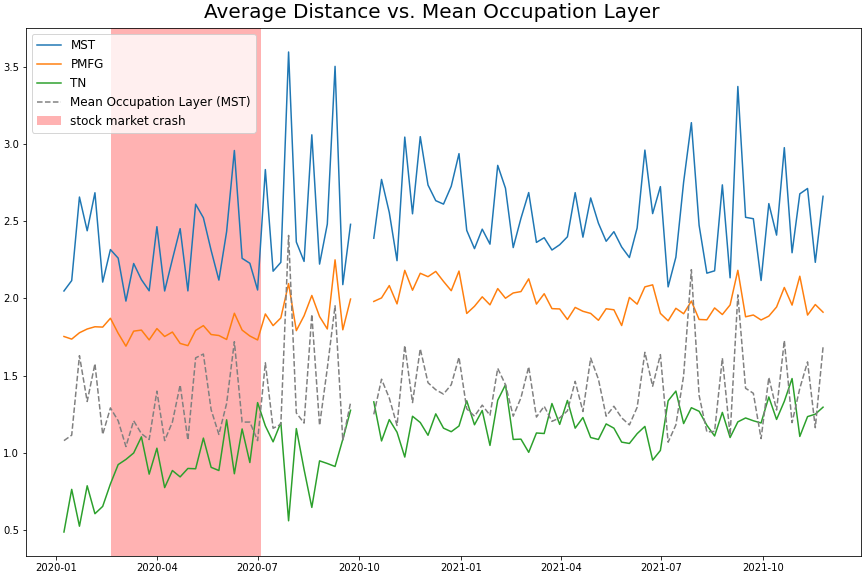 Average Distance vs. Mean Occupation Layer
MST
PMFG
TN
Mean Occupation Layer (MST)
stock market crash
3.5
3.0
2.5
2.0
1.5
1.0
0.5
2020-01 2020-04 2020-07 2020-10 2021-01 2021-04 2021-07 2021-10